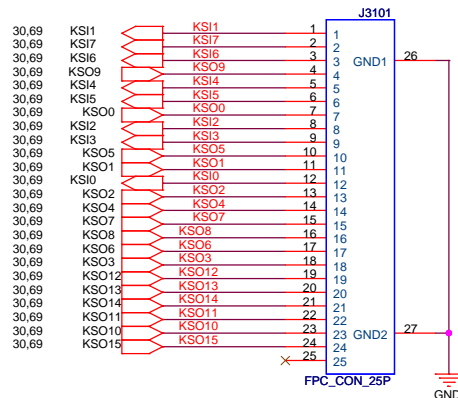 J3101
30,69 KSI1 KSI1 1 1
30,69 KSI7 KSI7 2 2
30,69 KSI6 KSI6 3 3 GND1 26
30,69 KSO9 KSO9 4 4
30,69 KSI4 KSI4 5 5
30,69 KSI5 KSI5 6 6
30,69 KSO0 KSO0 7 7
30,69 KSI2 KSI2 8 8
30,69 KSI3 KSI3 9 9
30,69 KSO5 KSO5 10 10
30,69 KSO1 KSO1 11 11
30,69 KSI0 KSI0 12 12
30,69 KSO2 KSO2 13 13
30,69 KSO4 KSO4 14 14
30,69 KSO7 KSO7 15 15
30,69 KSO8 KSO8 16 16
30,69 KSO6 KSO6 17 17
30,69 KSO3 KSO3 18 18
30,69 KSO12 KSO12 19 19
30,69 KSO13 KSO13 20 20
30,69 KSO14 KSO14 21 21
30,69 KSO11 KSO11 22 22
30,69 KSO10 KSO10 23 23 GND2 27
30,69 KSO15 KSO15 24 24
25 25
FPC_CON_25P
GND